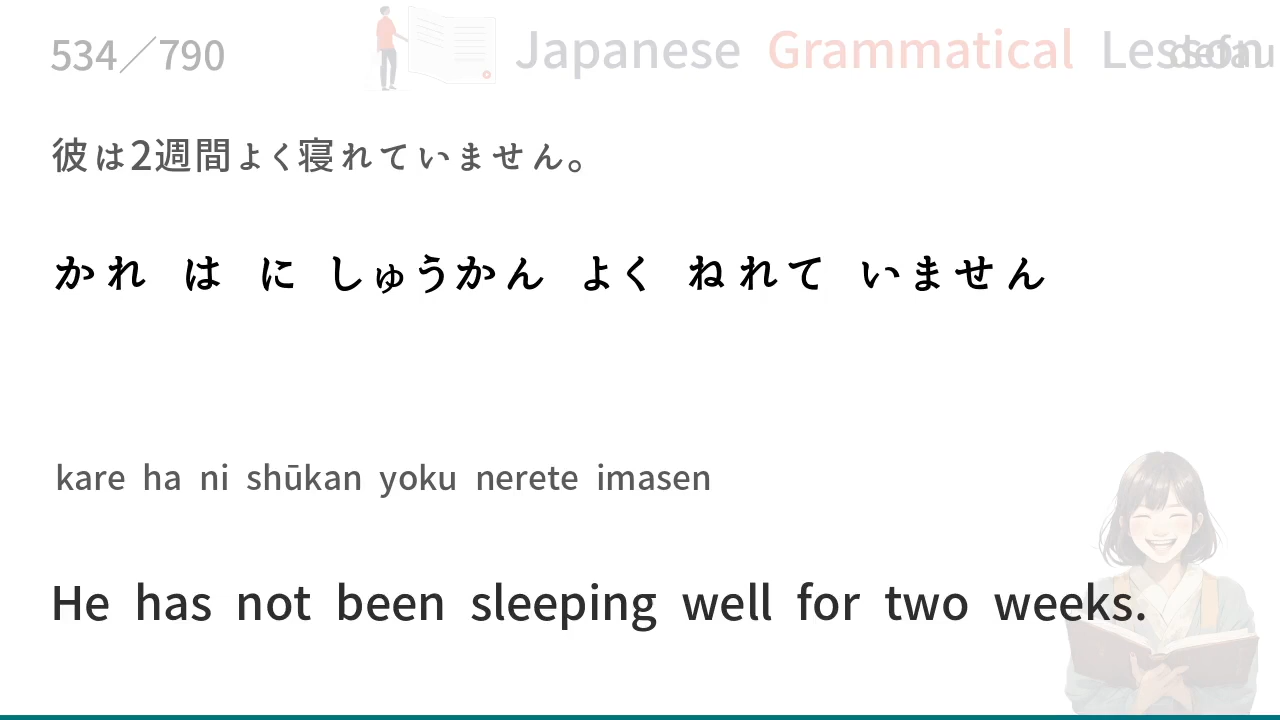 534／790
Japanese Grammatical Lesson
defau
彼は2週間よく寝れていません。
かれ は に しゅうかん よく ねれて いません
kare ha ni shūkan yoku nerete imasen
He has not been sleeping well for two weeks.